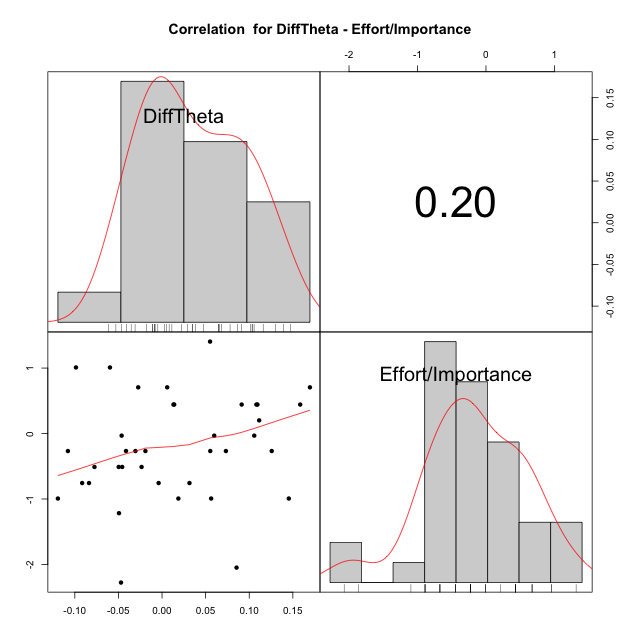 Correlation  for DiffTheta - Effort/Importance
-2 -1 0 1
DiffTheta
0.20
0.15
0.10
0.05
0.00
-0.05
-0.10
Effort/Importance
1
0
-1
-2
-0.10 -0.05 0.00 0.05 0.10 0.15